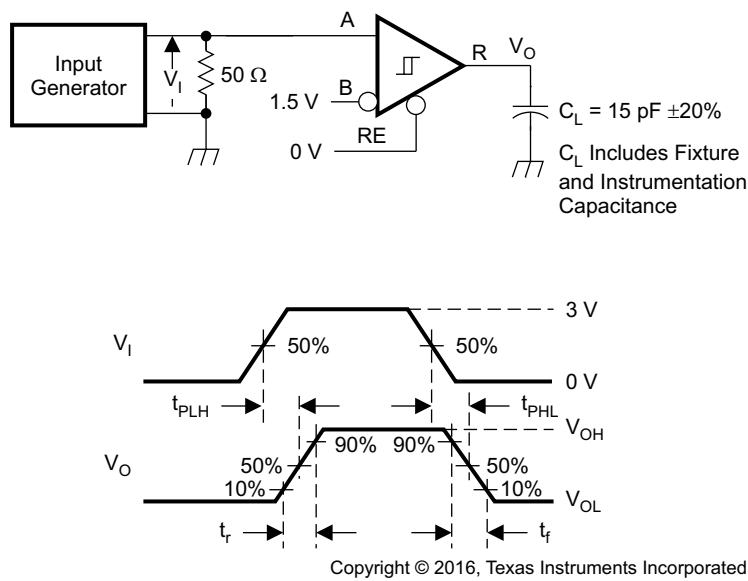 Input
Generator
V_I
50 Ω
A
B
1.5 V
RE
0 V
R
V_O
C_L = 15 pF ±20%
C_L Includes Fixture
and Instrumentation
Capacitance
3 V
V_I
50%
50%
0 V
t_PLH
t_PHL
V_OH
90%
90%
V_O
50%
50%
10%
10%
V_OL
t_r
t_f
Copyright © 2016, Texas Instruments Incorporated